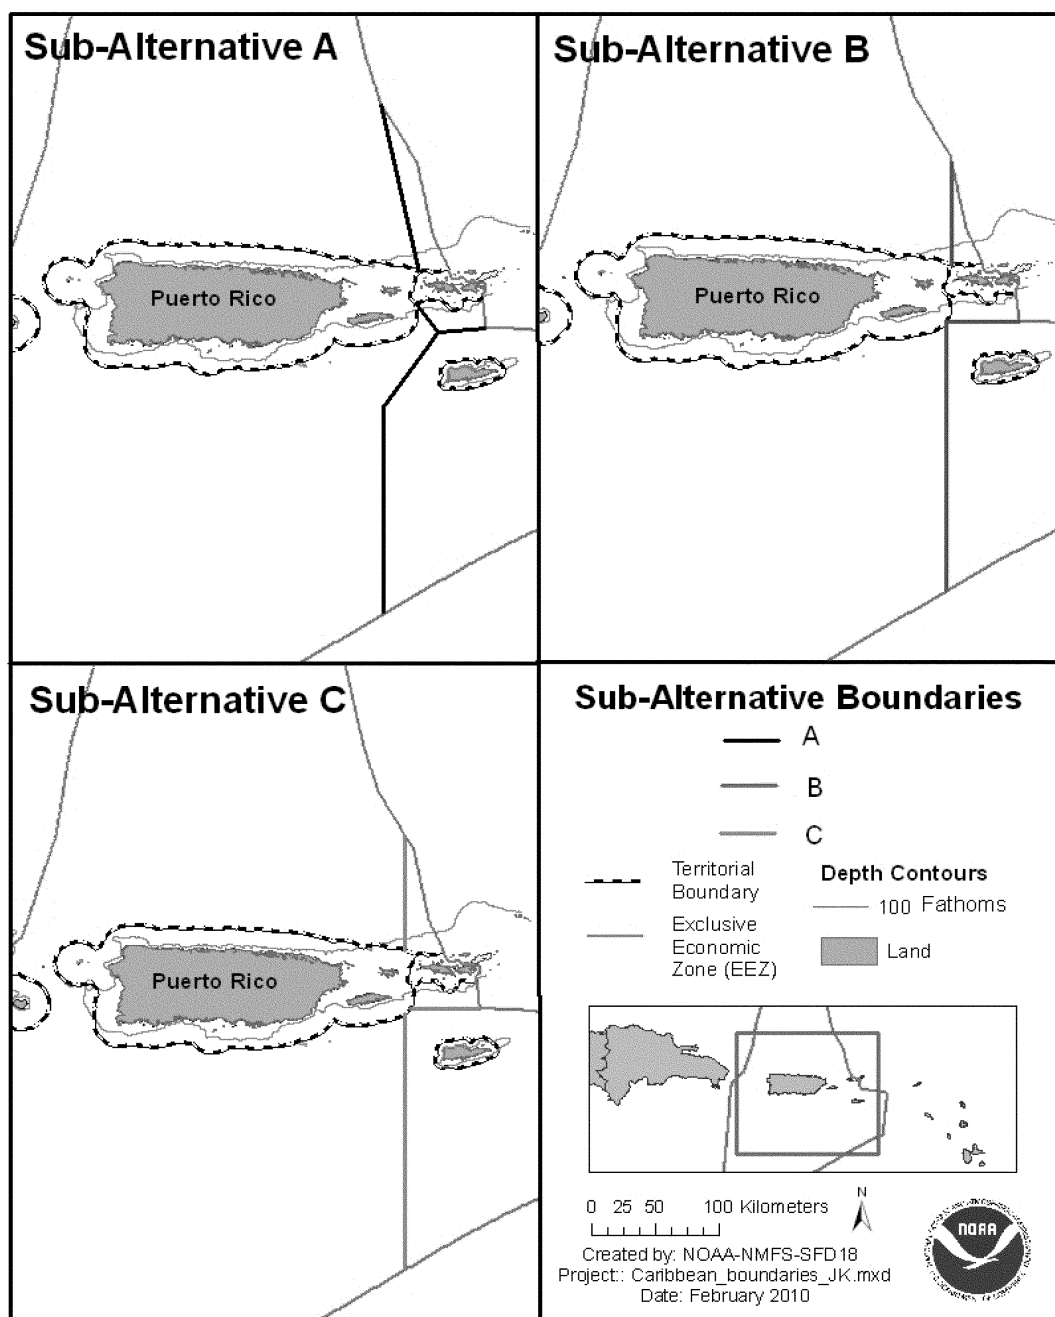 Sub-Alternative A
Puerto Rico
Sub-Alternative B
Puerto Rico
Sub-Alternative C
Puerto Rico
Sub-Alternative Boundaries
A
B
C
Territorial
Boundary
Exclusive
Economic
Zone (EEZ)
Depth Contours
100 Fathoms
Land
0 25 50 100 Kilometers
N
Created by: NOAA-NMFS-SFD18
Project:: Caribbean_boundaries_JK.mxd
Date: February 2010
NOAA